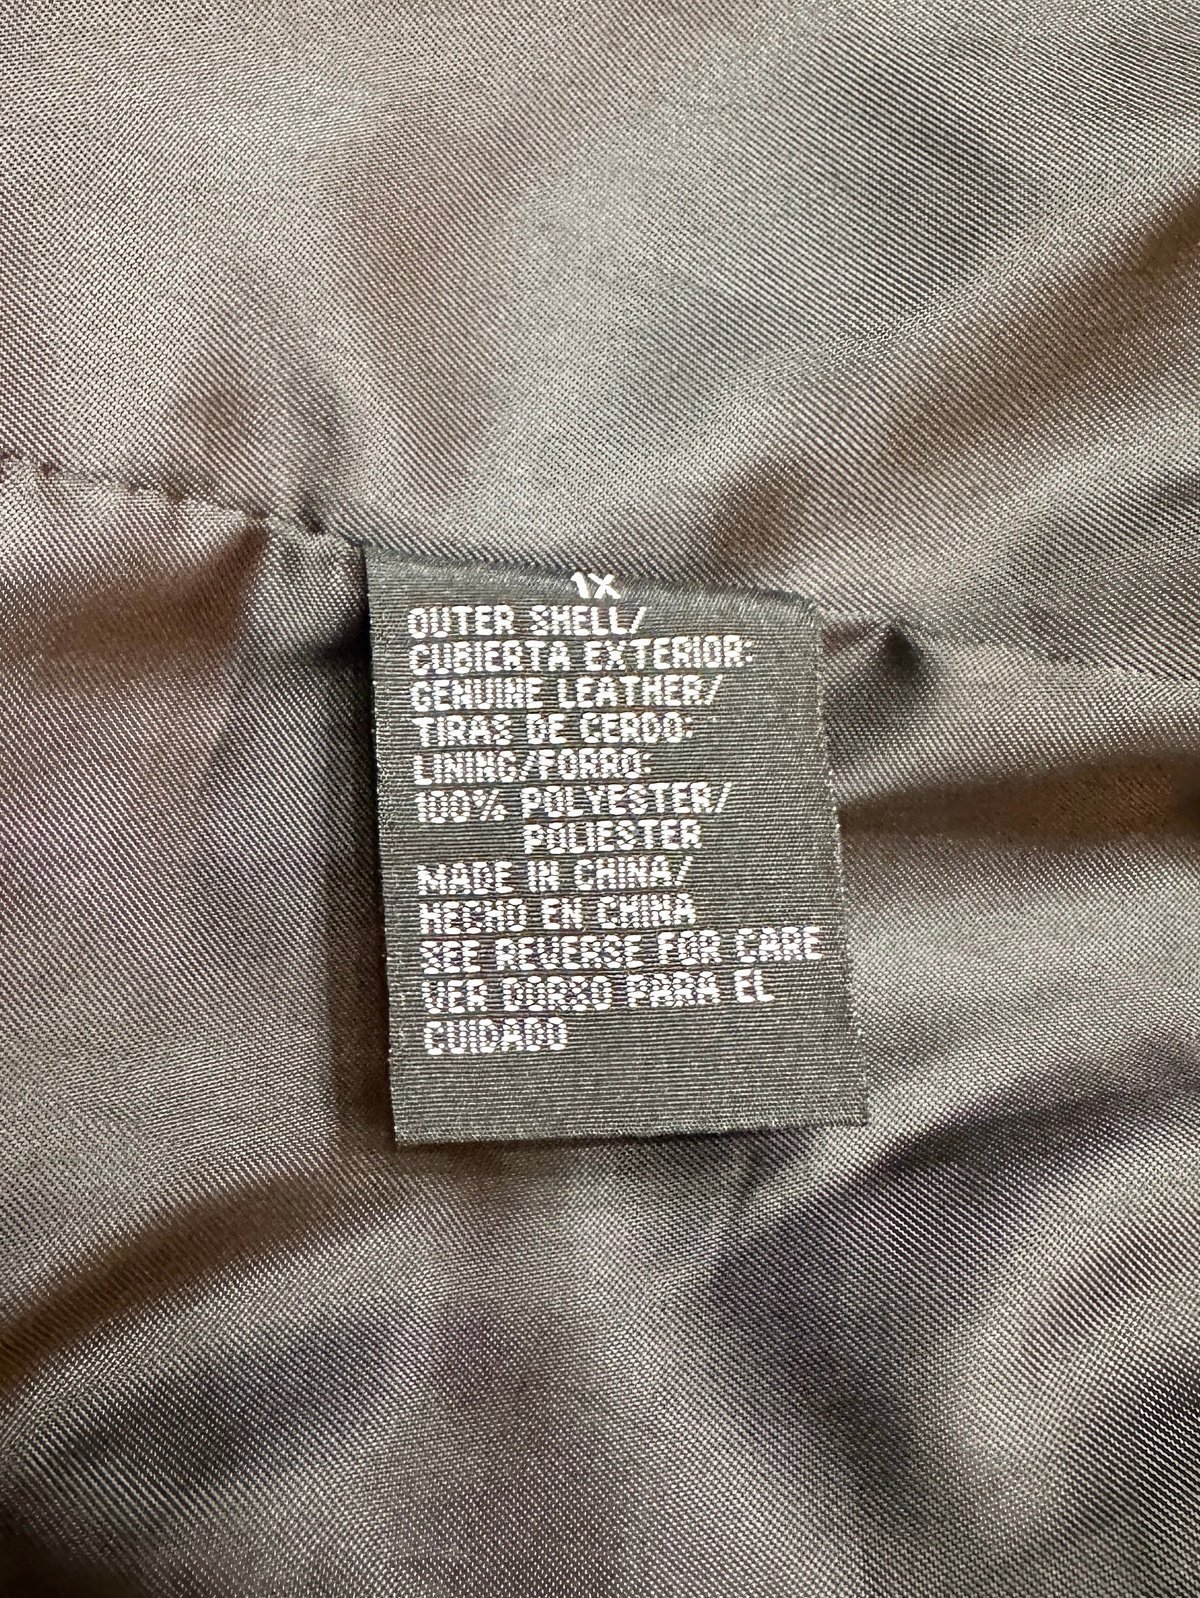 1X
OUTER SHELL/
CUBIERTA EXTERIOR:
GENUINE LEATHER/
TIRAS DE CERDO:
LINING/FORRO:
100% POLYESTER/
POLIESTER
MADE IN CHINA/
HECHO EN CHINA
SEE REVERSE FOR CARE
VER DORSO PARA EL
CUIDADO